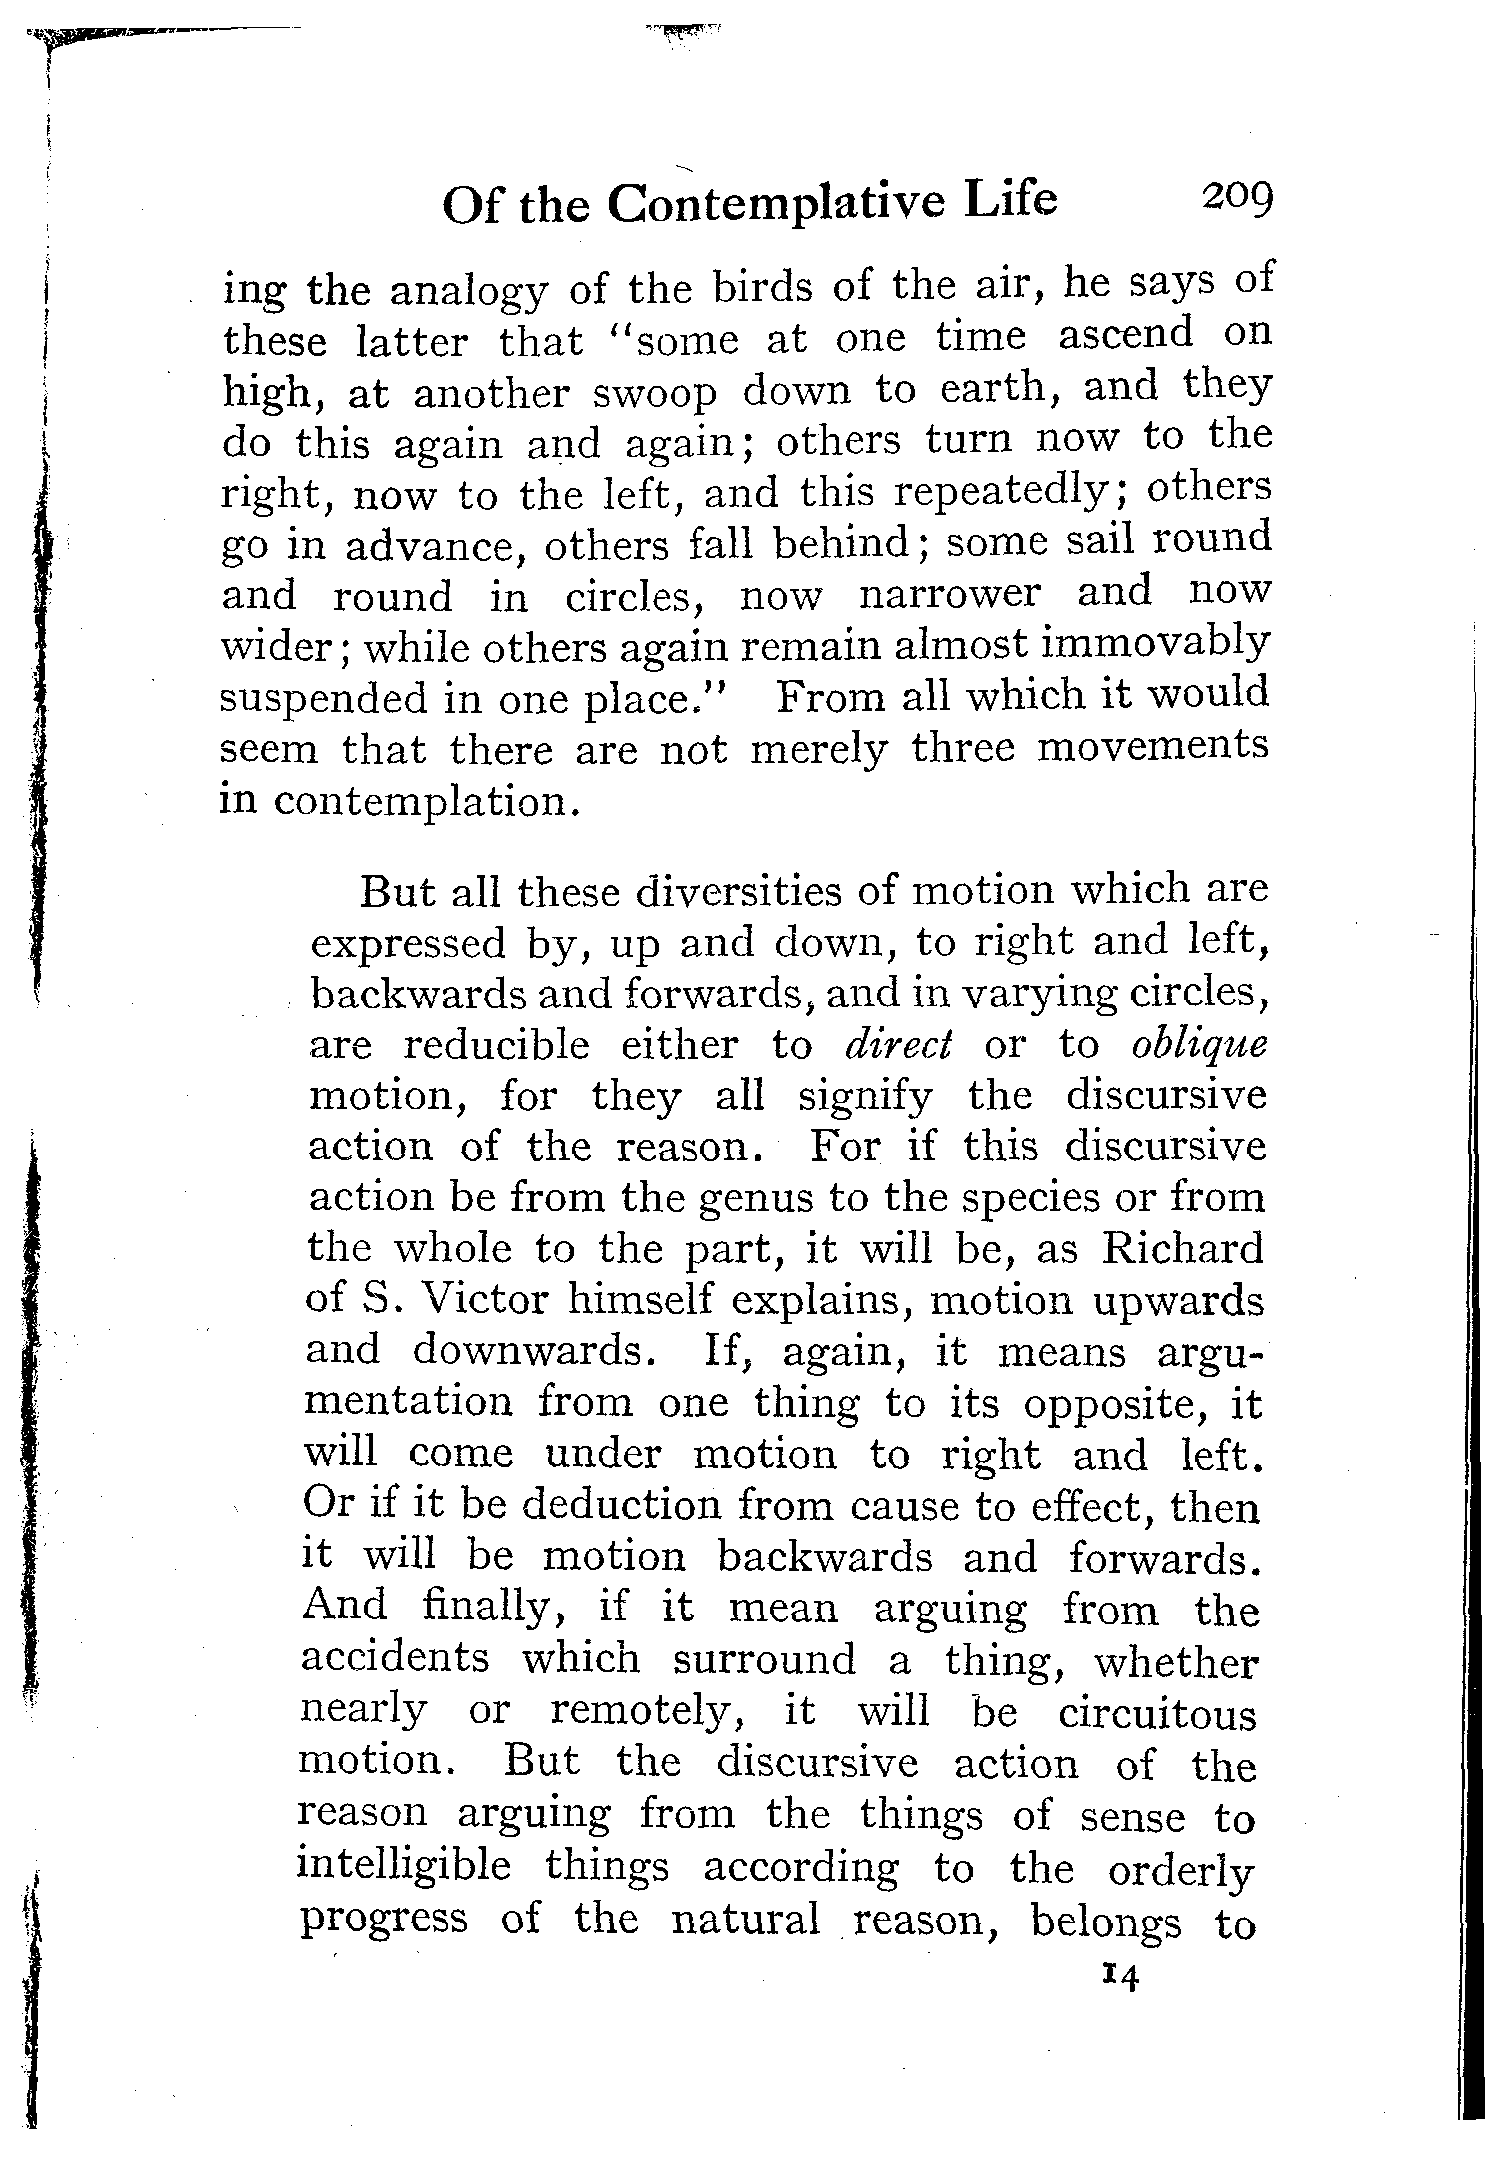 Of the Contemplative Life 209
ing the analogy of the birds of the air, he says of
these latter that "some at one time ascend on
high, at another swoop down to earth, and they
do this again and again; others turn now to the
right, now to the left, and this repeatedly; others
go in advance, others fall behind; some sail round
and round in circles, now narrower and now
wider; while others again remain almost immovably
suspended in one place." From all which it would
seem that there are not merely three movements
in contemplation.
But all these diversities of motion which are
expressed by, up and down, to right and left,
backwards and forwards, and in varying circles,
are reducible either to direct or to oblique
motion, for they all signify the discursive
action of the reason. For if this discursive
action be from the genus to the species or from
the whole to the part, it will be, as Richard
of S. Victor himself explains, motion upwards
and downwards. If, again, it means argu-
mentation from one thing to its opposite, it
will come under motion to right and left.
Or if it be deduction from cause to effect, then
it will be motion backwards and forwards.
And finally, if it mean arguing from the
accidents which surround a thing, whether
nearly or remotely, it will be circuitous
motion. But the discursive action of the
reason arguing from the things of sense to
intelligible things according to the orderly
progress of the natural reason, belongs to
14